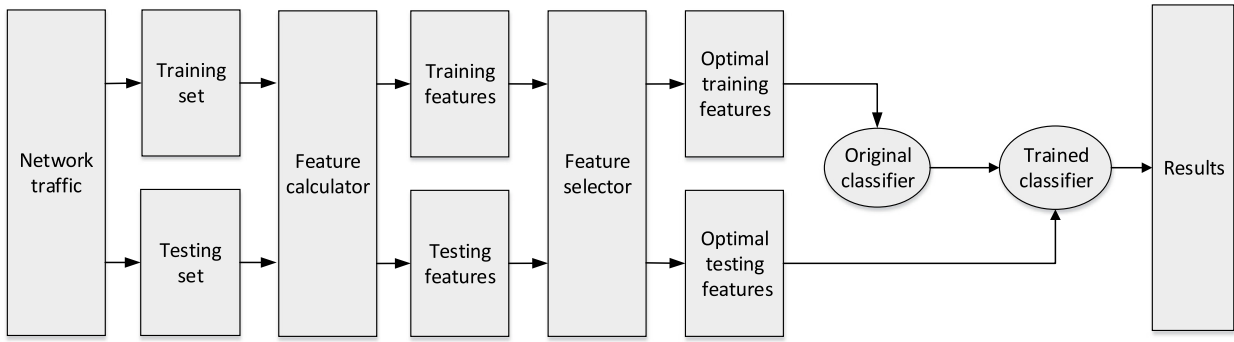 Network
traffic
Training
set
Testing
set
Feature
calculator
Training
features
Testing
features
Feature
selector
Optimal
training
features
Optimal
testing
features
Original
classifier
Trained
classifier
Results